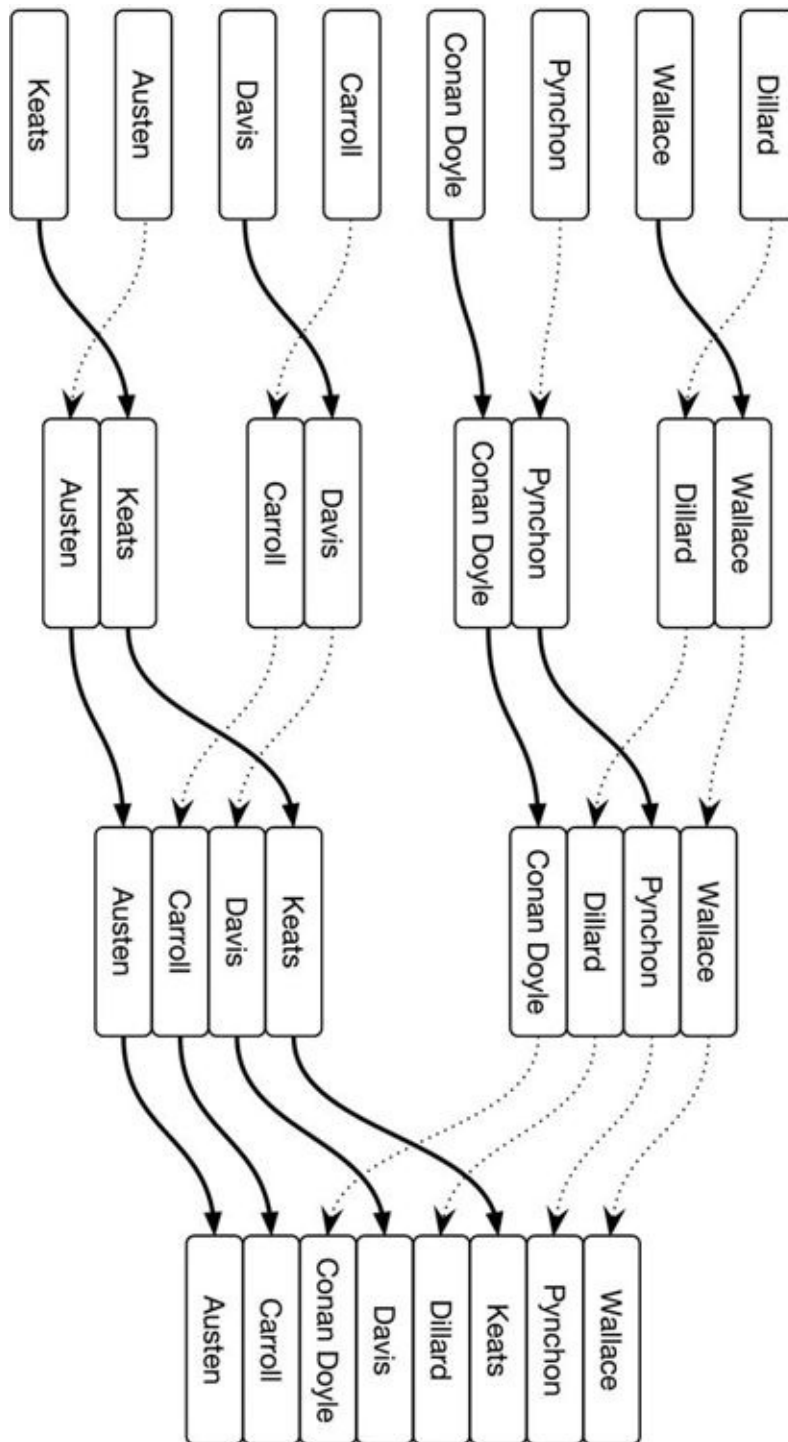 Keats
Austen
Davis
Carroll
Conan Doyle
Pynchon
Wallace
Dillard
Austen
Keats
Carroll
Davis
Conan Doyle
Pynchon
Dillard
Wallace
Austen
Carroll
Davis
Keats
Conan Doyle
Dillard
Pynchon
Wallace
Austen
Carroll
Conan Doyle
Davis
Dillard
Keats
Pynchon
Wallace